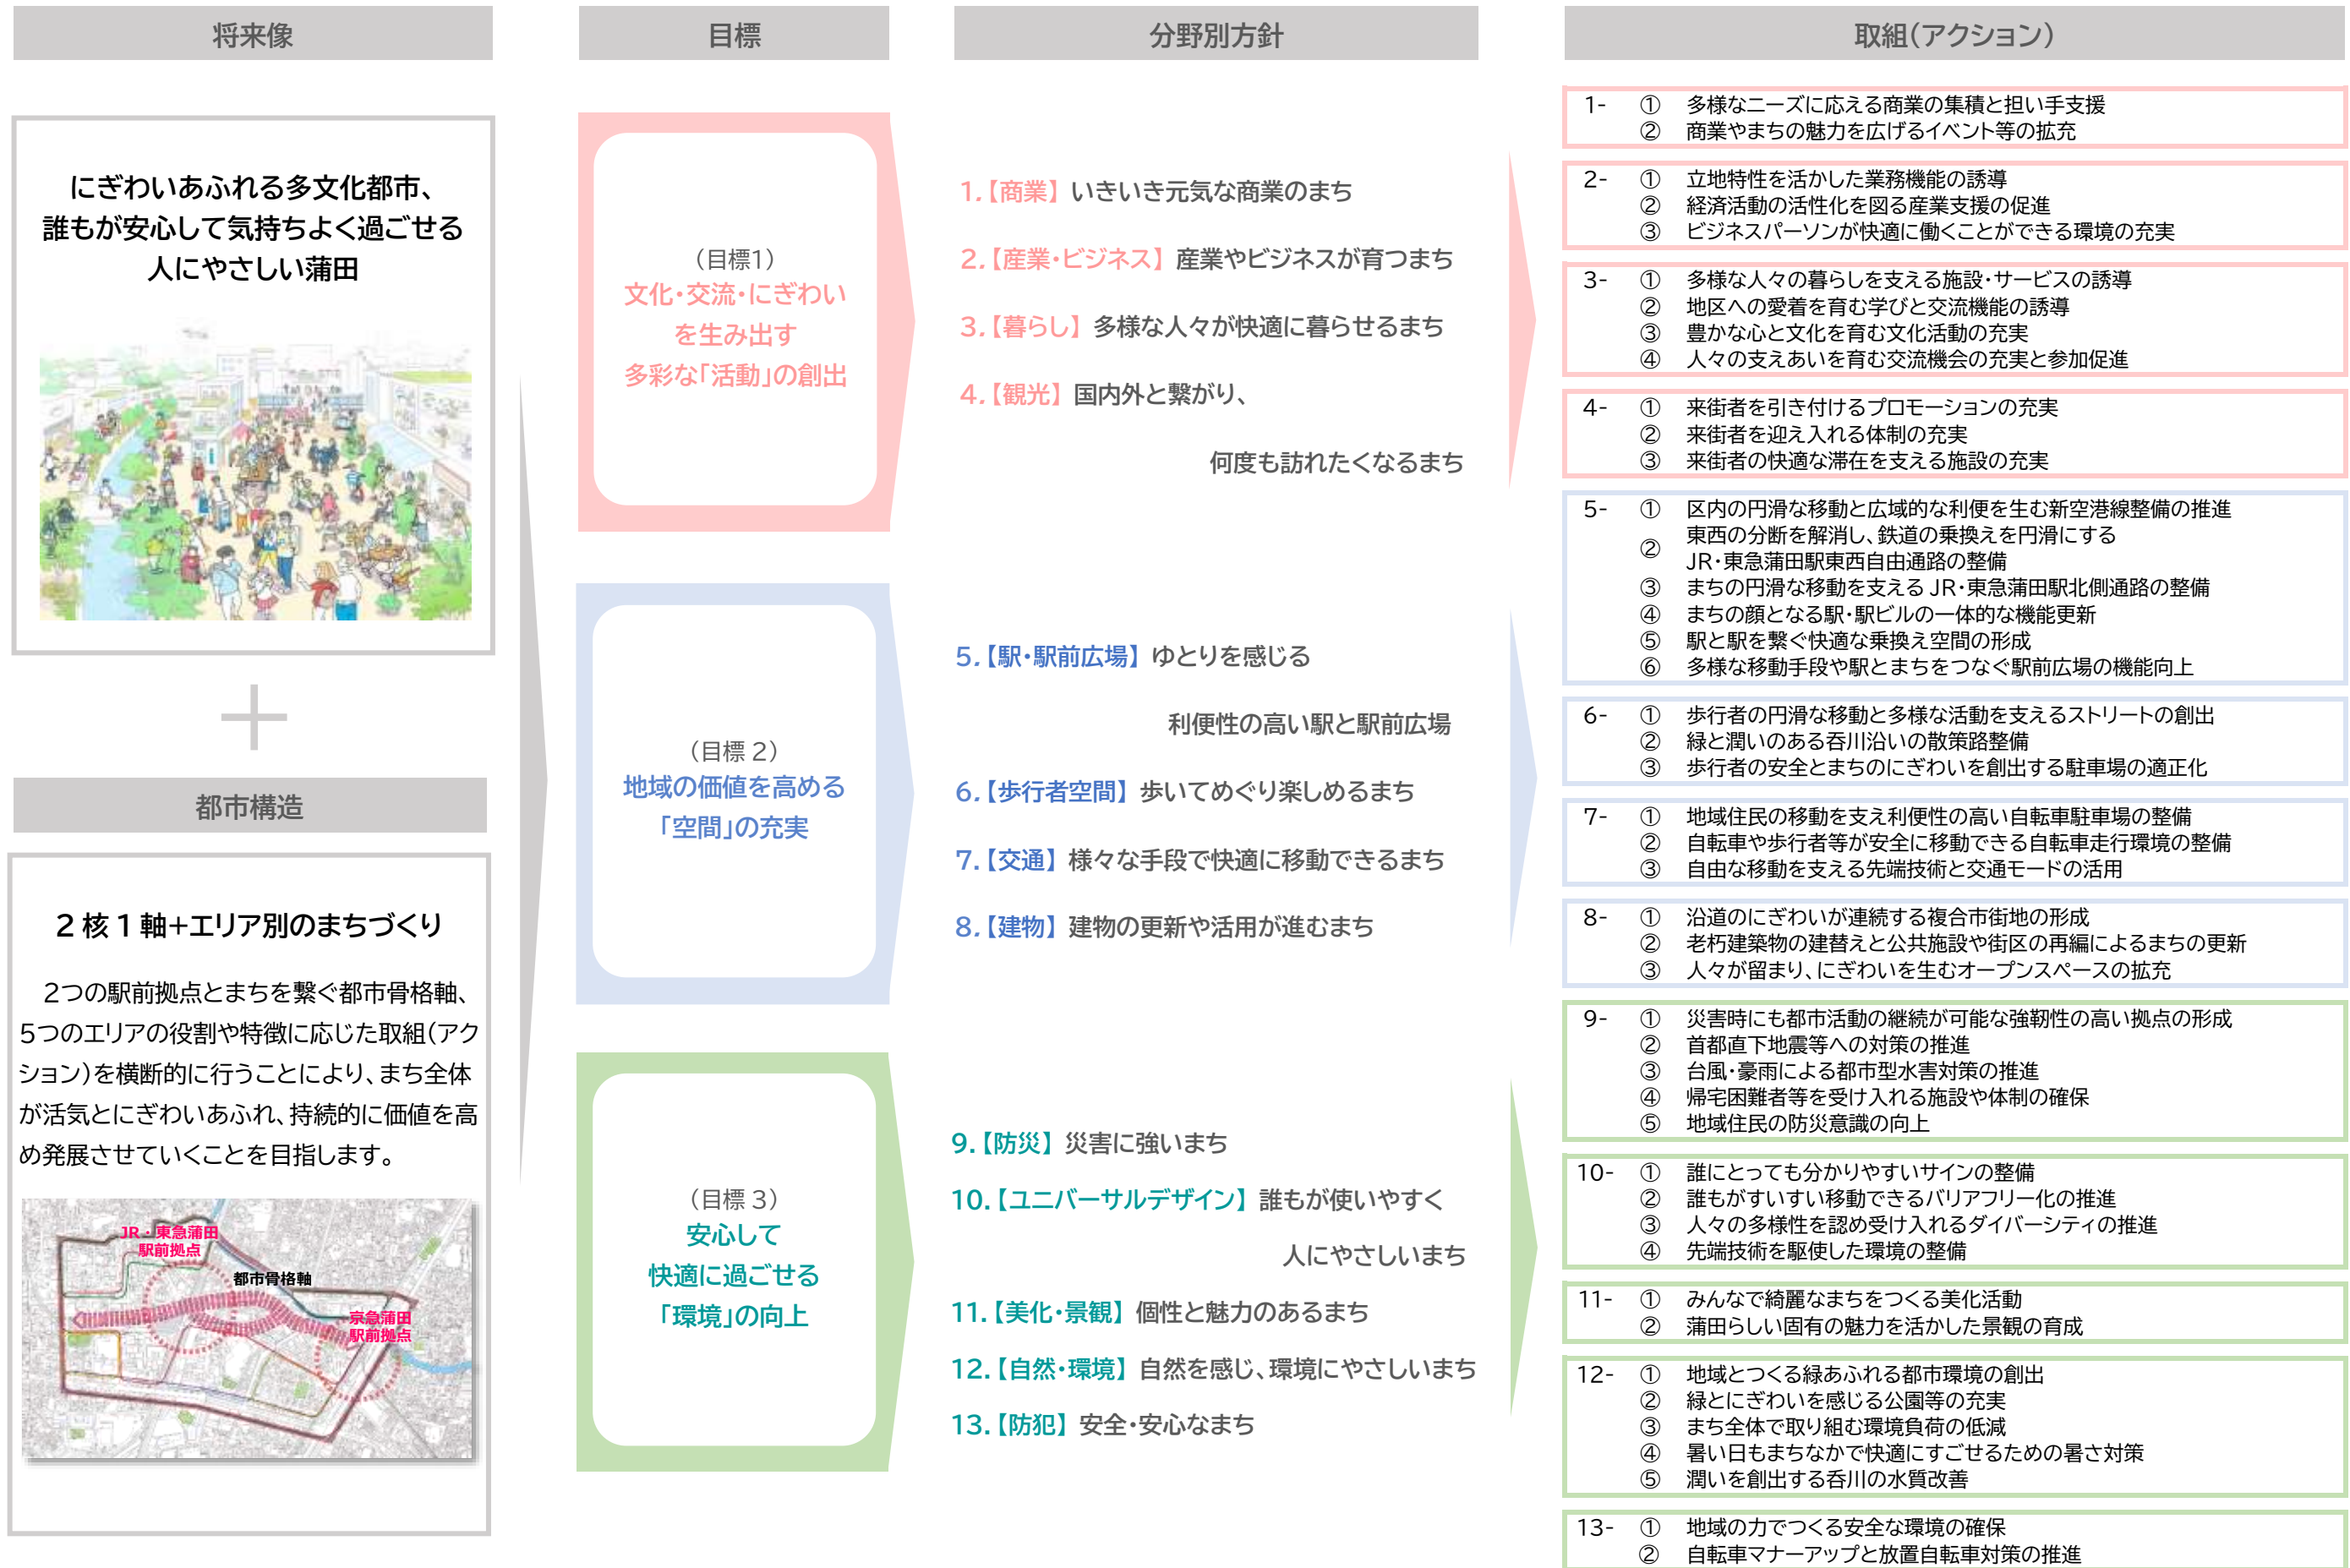 将来像
にぎわいあふれる多文化都市、
誰もが安心して気持ちよく過ごせる
人にやさしい蒲田
＋
都市構造
2核1軸+エリア別のまちづくり
2つの駅前拠点とまちを繋ぐ都市骨格軸、
5つのエリアの役割や特徴に応じた取組(アク
ション)を横断的に行うことにより、まち全体
が活気とにぎわいあふれ、持続的に価値を高
め発展させていくことを目指します。
JR・東急蒲田
駅前拠点
都市骨格軸
京急蒲田
駅前拠点
目標
(目標1)
文化・交流・にぎわい
を生み出す
多彩な「活動」の創出
(目標 2)
地域の価値を高める
「空間」の充実
(目標 3)
安心して
快適に過ごせる
「環境」の向上
分野別方針
1.【商業】 いきいき元気な商業のまち
2.【産業・ビジネス】 産業やビジネスが育つまち
3.【暮らし】 多様な人々が快適に暮らせるまち
4.【観光】 国内外と繋がり、
何度も訪れたくなるまち
5.【駅・駅前広場】 ゆとりを感じる
利便性の高い駅と駅前広場
6.【歩行者空間】 歩いてめぐり楽しめるまち
7.【交通】 様々な手段で快適に移動できるまち
8.【建物】 建物の更新や活用が進むまち
9.【防災】 災害に強いまち
10.【ユニバーサルデザイン】 誰もが使いやすく
人にやさしいまち
11.【美化・景観】 個性と魅力のあるまち
12.【自然・環境】 自然を感じ、環境にやさしいまち
13.【防犯】 安全・安心なまち
取組(アクション)
1- ① 多様なニーズに応える商業の集積と担い手支援
② 商業やまちの魅力を広げるイベント等の拡充
2- ① 立地特性を活かした業務機能の誘導
② 経済活動の活性化を図る産業支援の促進
③ ビジネスパーソンが快適に働くことができる環境の充実
3- ① 多様な人々の暮らしを支える施設・サービスの誘導
② 地区への愛着を育む学びと交流機能の誘導
③ 豊かな心と文化を育む文化活動の充実
④ 人々の支えあいを育む交流機会の充実と参加促進
4- ① 来街者を引き付けるプロモーションの充実
② 来街者を迎え入れる体制の充実
③ 来街者の快適な滞在を支える施設の充実
5- ① 区内の円滑な移動と広域的な利便を生む新空港線整備の推進
② 東西の分断を解消し、鉄道の乗換えを円滑にする
JR・東急蒲田駅東西自由通路の整備
③ まちの円滑な移動を支える JR・東急蒲田駅北側通路の整備
④ まちの顔となる駅・駅ビルの一体的な機能更新
⑤ 駅と駅を繋ぐ快適な乗換え空間の形成
⑥ 多様な移動手段や駅とまちをつなぐ駅前広場の機能向上
6- ① 歩行者の円滑な移動と多様な活動を支えるストリートの創出
② 緑と潤いのある呑川沿いの散策路整備
③ 歩行者の安全とまちのにぎわいを創出する駐車場の適正化
7- ① 地域住民の移動を支え利便性の高い自転車駐車場の整備
② 自転車や歩行者等が安全に移動できる自転車走行環境の整備
③ 自由な移動を支える先端技術と交通モードの活用
8- ① 沿道のにぎわいが連続する複合市街地の形成
② 老朽建築物の建替えと公共施設や街区の再編によるまちの更新
③ 人々が留まり、にぎわいを生むオープンスペースの拡充
9- ① 災害時にも都市活動の継続が可能な強靭性の高い拠点の形成
② 首都直下地震等への対策の推進
③ 台風・豪雨による都市型水害対策の推進
④ 帰宅困難者等を受け入れる施設や体制の確保
⑤ 地域住民の防災意識の向上
10- ① 誰にとっても分かりやすいサインの整備
② 誰もがすいすい移動できるバリアフリー化の推進
③ 人々の多様性を認め受け入れるダイバーシティの推進
④ 先端技術を駆使した環境の整備
11- ① みんなで綺麗なまちをつくる美化活動
② 蒲田らしい固有の魅力を活かした景観の育成
12- ① 地域とつくる緑あふれる都市環境の創出
② 緑とにぎわいを感じる公園等の充実
③ まち全体で取り組む環境負荷の低減
④ 暑い日もまちなかで快適にすごせるための暑さ対策
⑤ 潤いを創出する呑川の水質改善
13- ① 地域の力でつくる安全な環境の確保
② 自転車マナーアップと放置自転車対策の推進